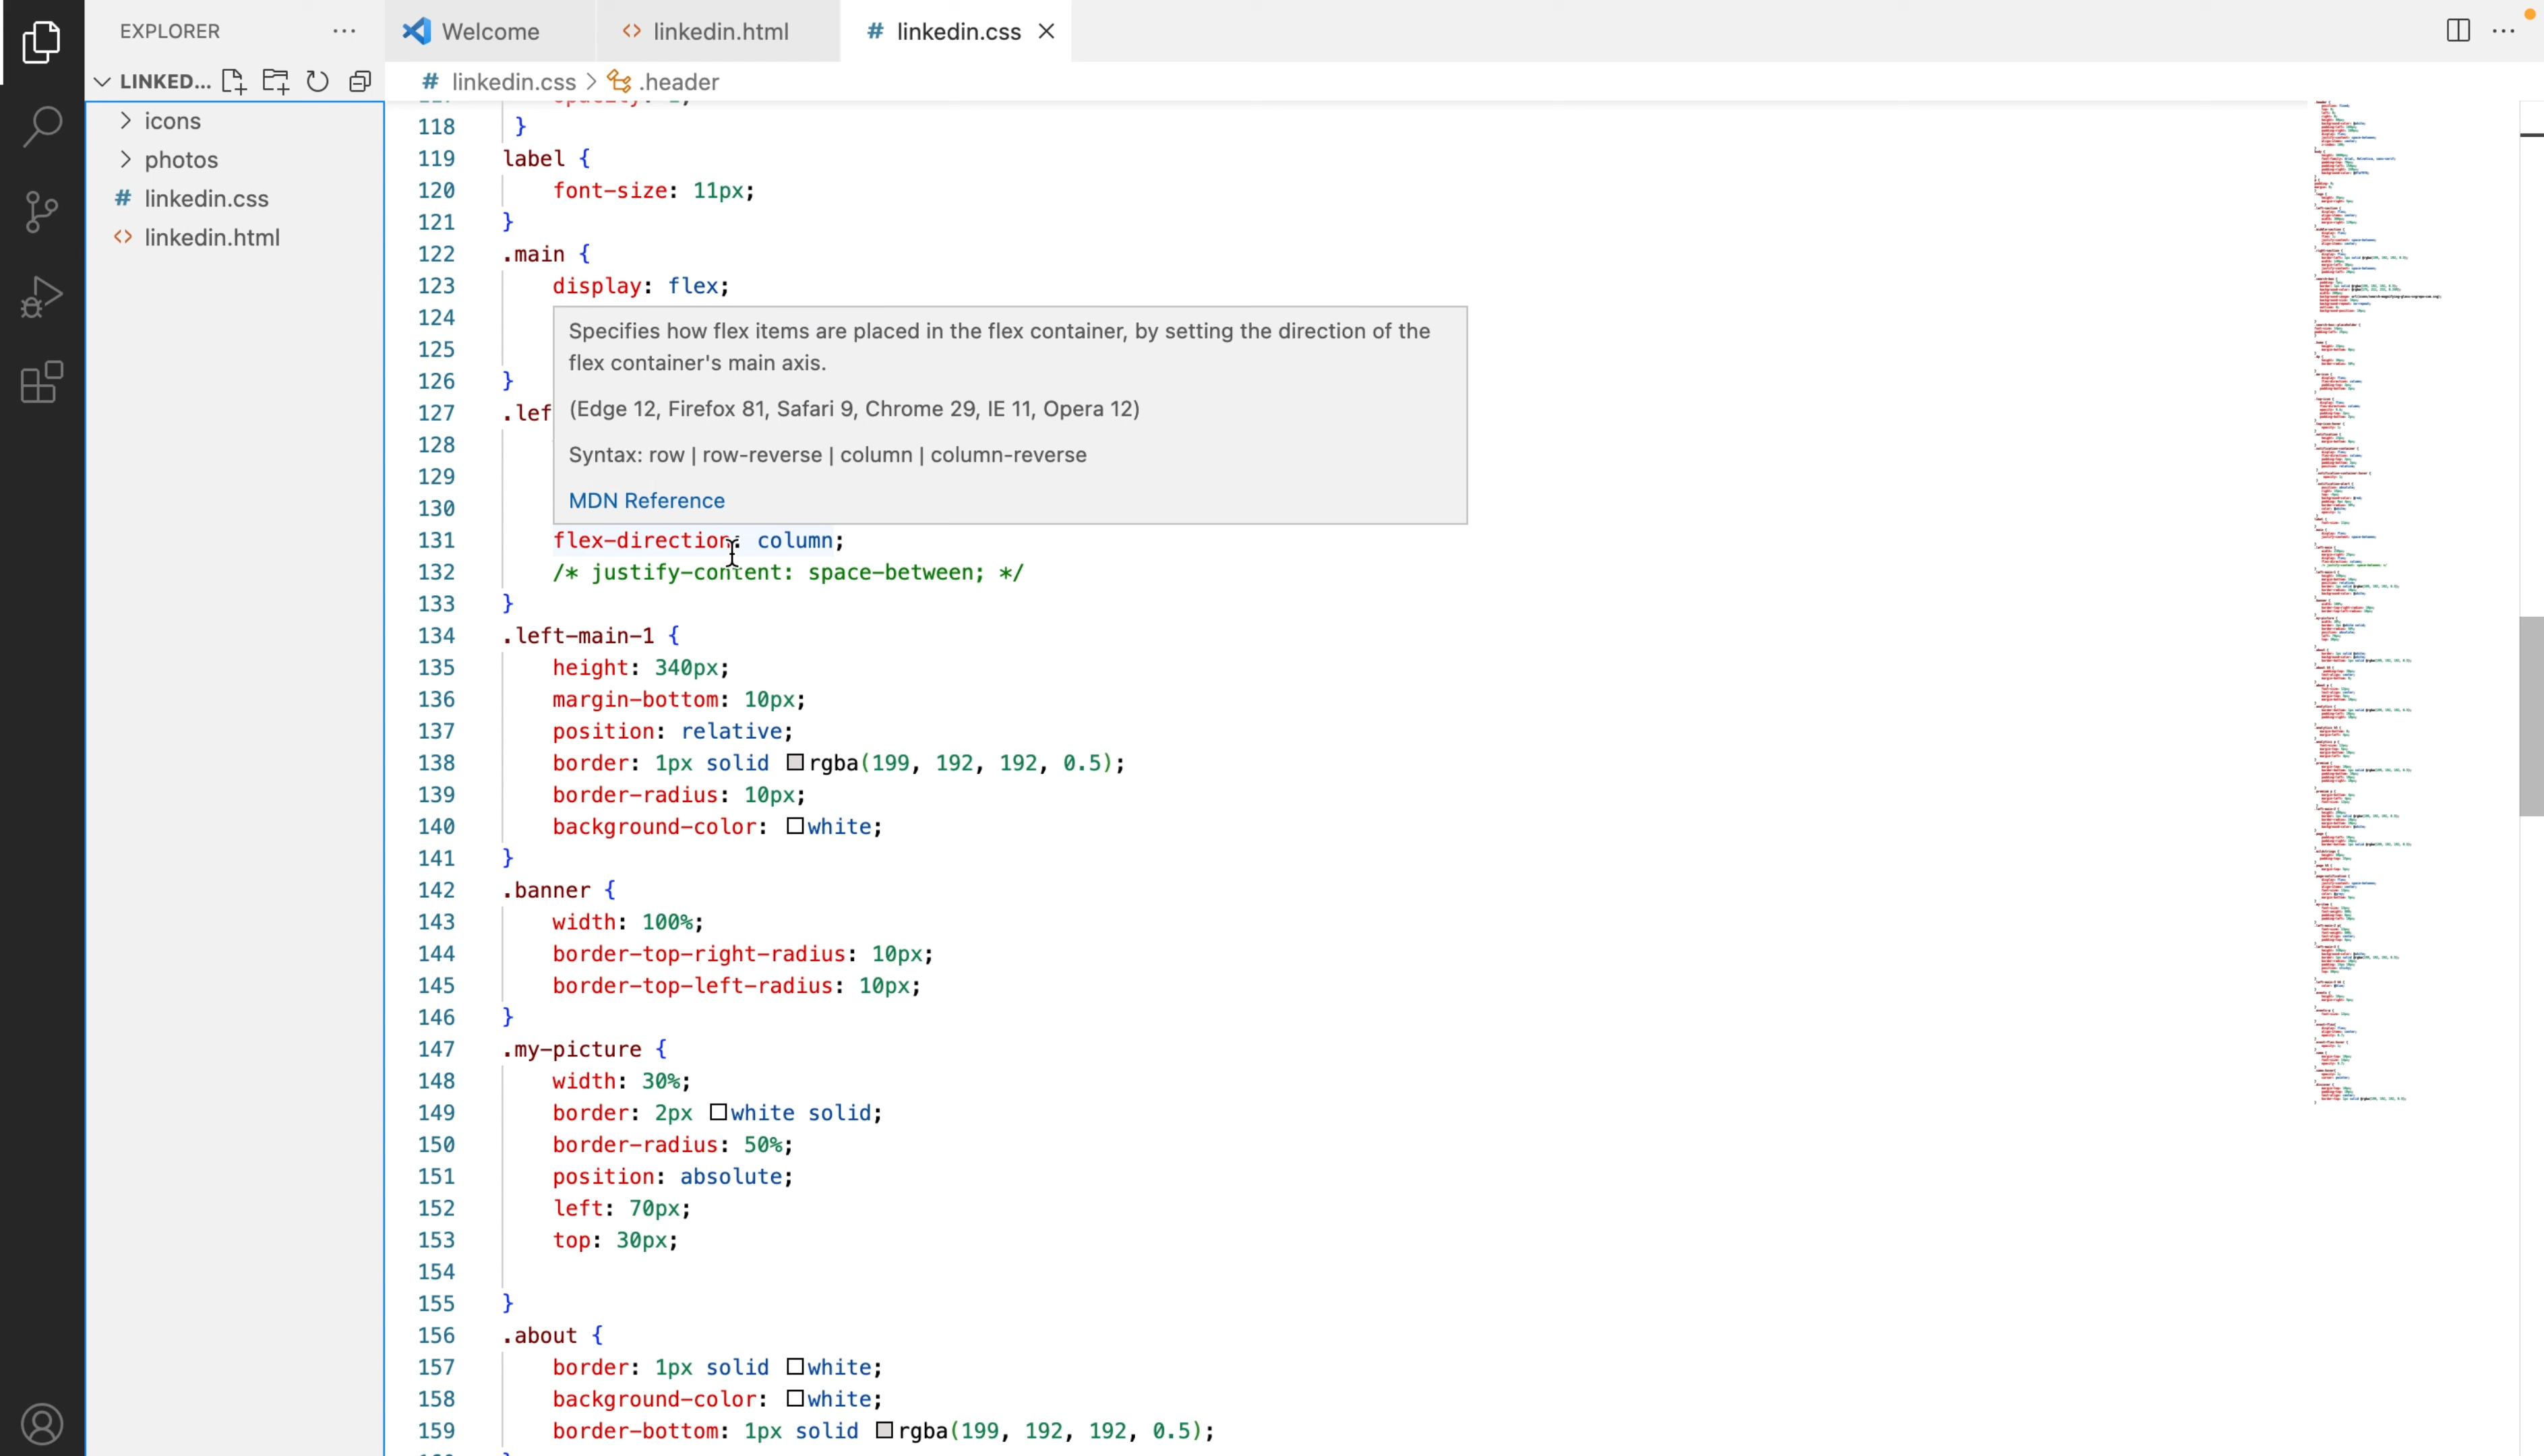 EXPLORER
Welcome
linkedin.html
linkedin.css
LINKED...
linkedin.css > .header
icons
photos
linkedin.css
linkedin.html
118 }
119 label {
120 font-size: 11px;
121 }
122 .main {
123 display: flex;
124
125
126 }
127 .lef
128
129
130
Specifies how flex items are placed in the flex container, by setting the direction of the
flex container's main axis.
(Edge 12, Firefox 81, Safari 9, Chrome 29, IE 11, Opera 12)
Syntax: row | row-reverse | column | column-reverse
MDN Reference
131 flex-direction: column;
132 /* justify-content: space-between; */
133 }
134 .left-main-1 {
135 height: 340px;
136 margin-bottom: 10px;
137 position: relative;
138 border: 1px solid rgba(199, 192, 192, 0.5);
139 border-radius: 10px;
140 background-color: white;
141 }
142 .banner {
143 width: 100%;
144 border-top-right-radius: 10px;
145 border-top-left-radius: 10px;
146 }
147 .my-picture {
148 width: 30%;
149 border: 2px white solid;
150 border-radius: 50%;
151 position: absolute;
152 left: 70px;
153 top: 30px;
154
155 }
156 .about {
157 border: 1px solid white;
158 background-color: white;
159 border-bottom: 1px solid rgba(199, 192, 192, 0.5);